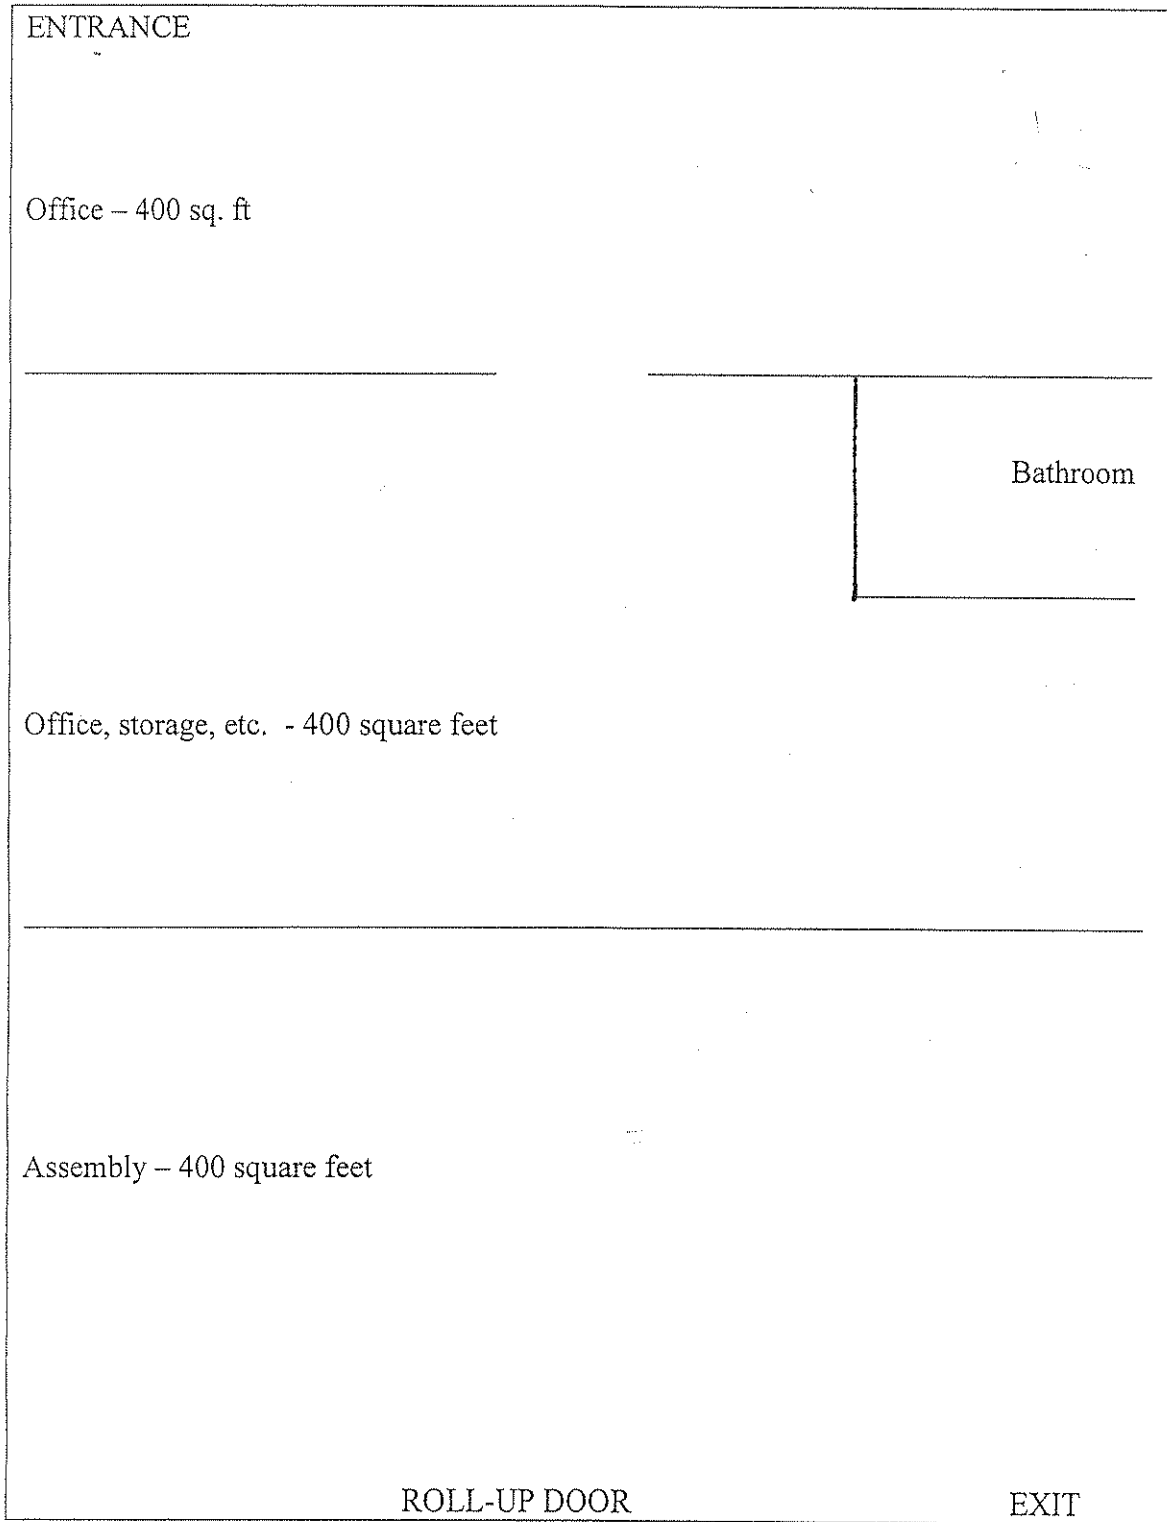 ENTRANCE
Office – 400 sq. ft
Bathroom
Office, storage, etc.  - 400 square feet
Assembly – 400 square feet
ROLL-UP DOOR
EXIT